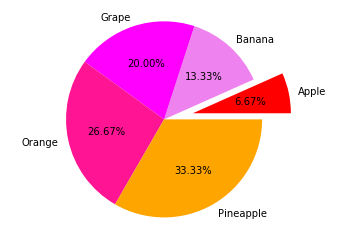 Grape
Banana
20.00%
13.33%
Apple
6.67%
26.67%
Orange
33.33%
Pineapple